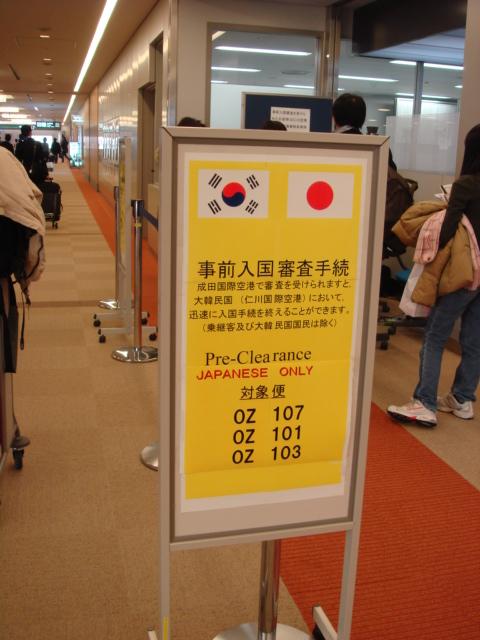 事前入国審査手続
成田国際空港で審査を受けられますと、
大韓民国（仁川国際空港）において、
迅速に入国手続を終えることができます。
（乗継客及び大韓民国国民は除く）
Pre-Clearance
JAPANESE ONLY
対象便
OZ 107
OZ 101
OZ 103